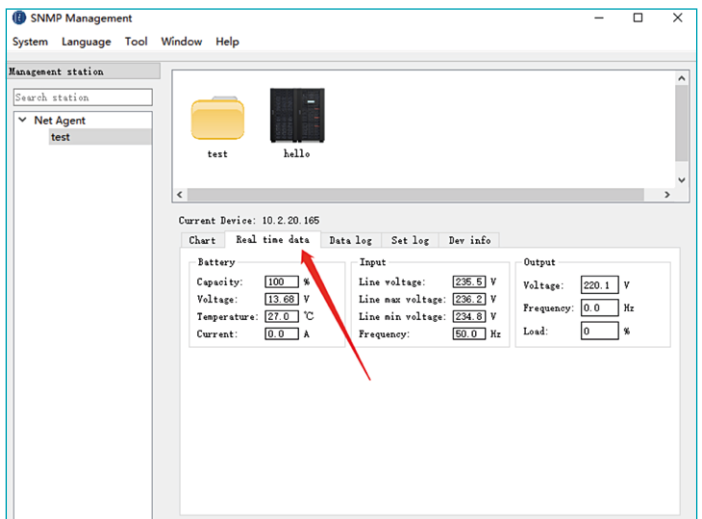 SNMP Management
System Language Tool Window Help
Management station
Search station
Net Agent
test
test hello
Current Device: 10.2.20.165
Chart Real time data Data log Set log Dev info
Battery
Capacity: 100 %
Voltage: 13.68 V
Temperature: 27.0 ℃
Current: 0.0 A
Input
Line voltage: 235.5 V
Line max voltage: 236.2 V
Line min voltage: 234.8 V
Frequency: 50.0 Hz
Output
Voltage: 220.1 V
Frequency: 0.0 Hz
Load: 0 %